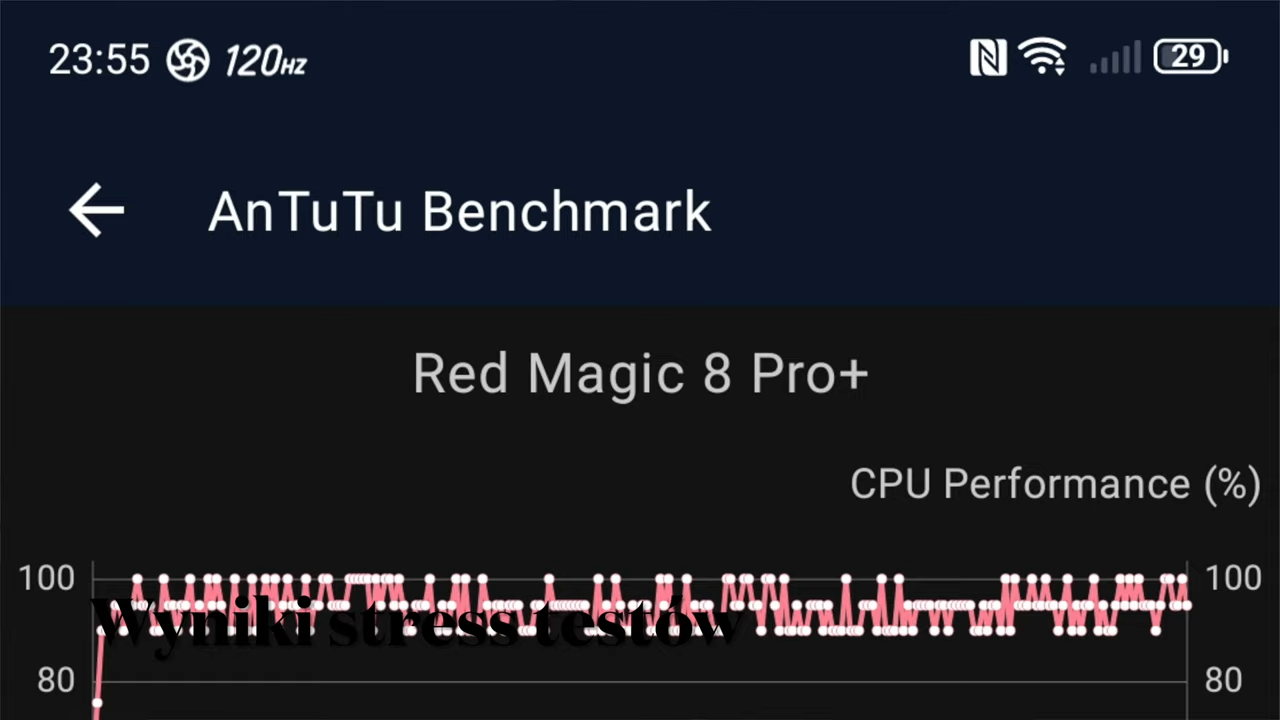 23:55 120HZ 29
AnTuTu Benchmark
Red Magic 8 Pro+
CPU Performance (%)
100 100
Wyniki stress testów
80 80